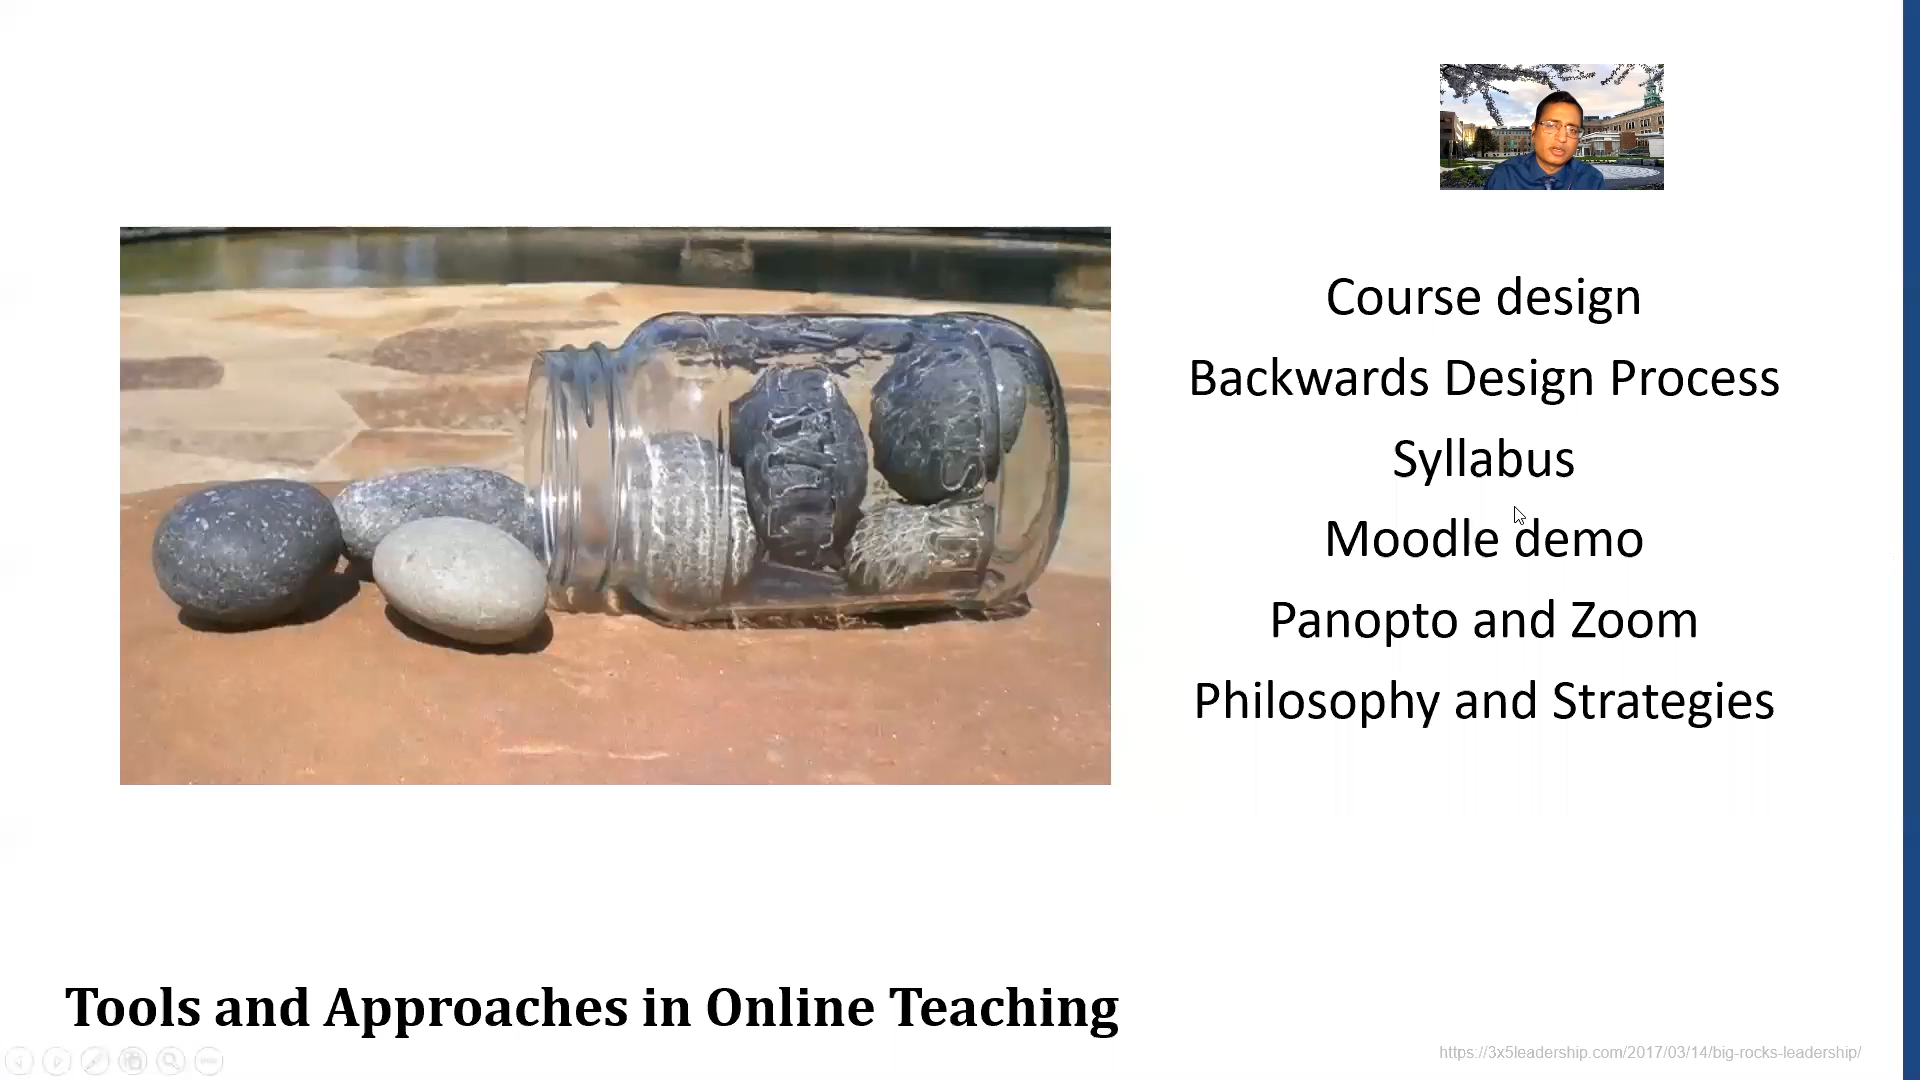 Course design
Backwards Design Process
Syllabus
Moodle demo
Panopto and Zoom
Philosophy and Strategies
Tools and Approaches in Online Teaching
https://3x5leadership.com/2017/03/14/big-rocks-leadership/